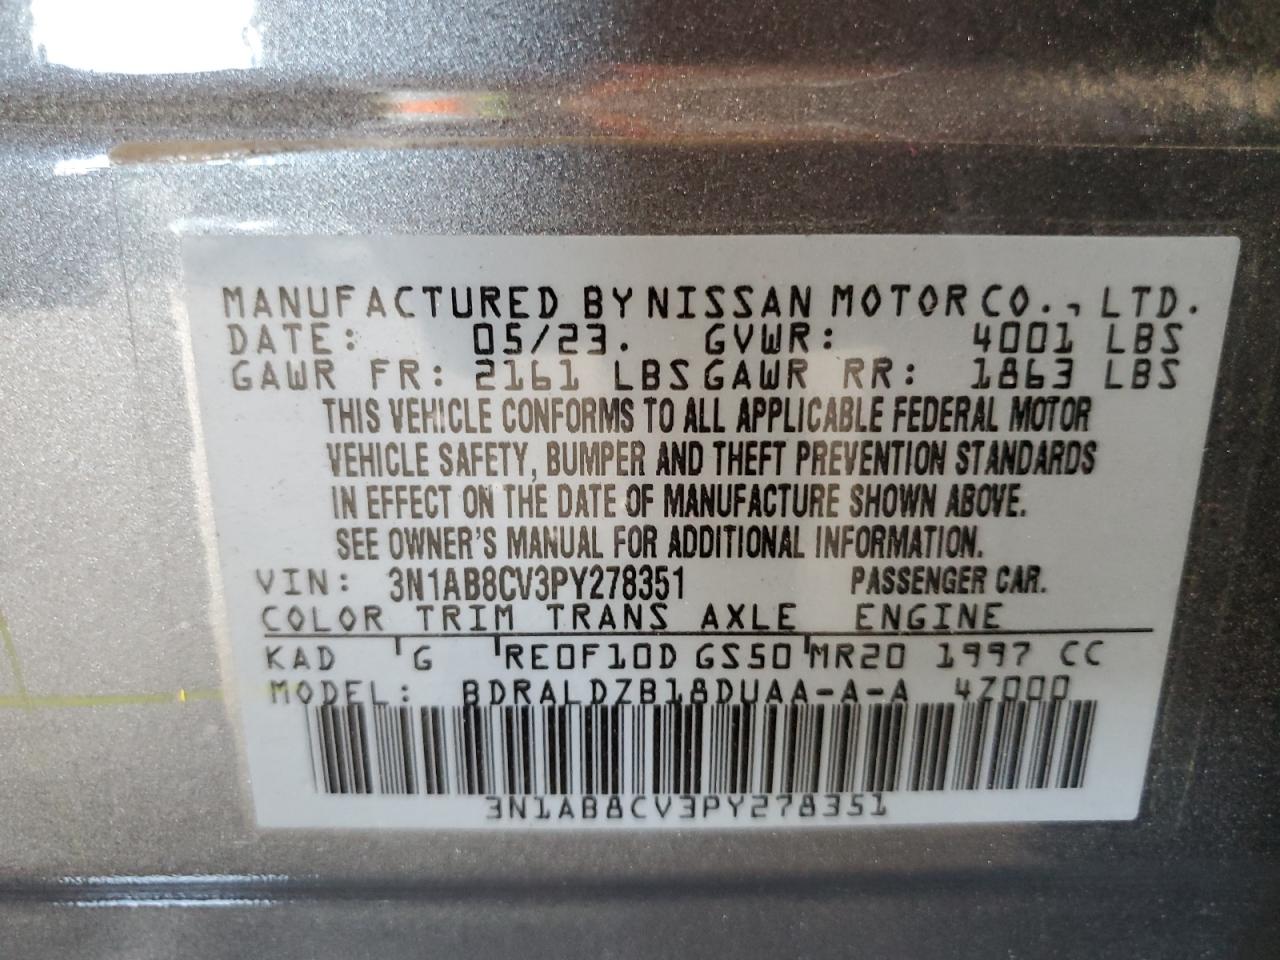 MANUFACTURED BY NISSAN MOTOR CO., LTD.
DATE: 05/23. GVWR: 4001 LBS
GAWR FR: 2161 LBS GAWR RR: 1863 LBS
THIS VEHICLE CONFORMS TO ALL APPLICABLE FEDERAL MOTOR
VEHICLE SAFETY, BUMPER AND THEFT PREVENTION STANDARDS
IN EFFECT ON THE DATE OF MANUFACTURE SHOWN ABOVE.
SEE OWNER'S MANUAL FOR ADDITIONAL INFORMATION.
VIN: 3N1AB8CV3PY278351 PASSENGER CAR.
COLOR TRIM TRANS AXLE ENGINE
KAD G RE0F10D GS50 MR20 1997 CC
MODEL: BDRALDZB18DUAA-A-A 4Z000
3N1AB8CV3PY278351